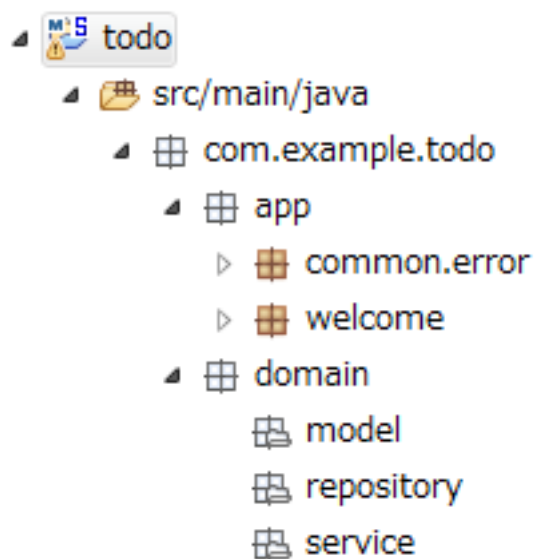 todo
src/main/java
com.example.todo
app
common.error
welcome
domain
model
repository
service